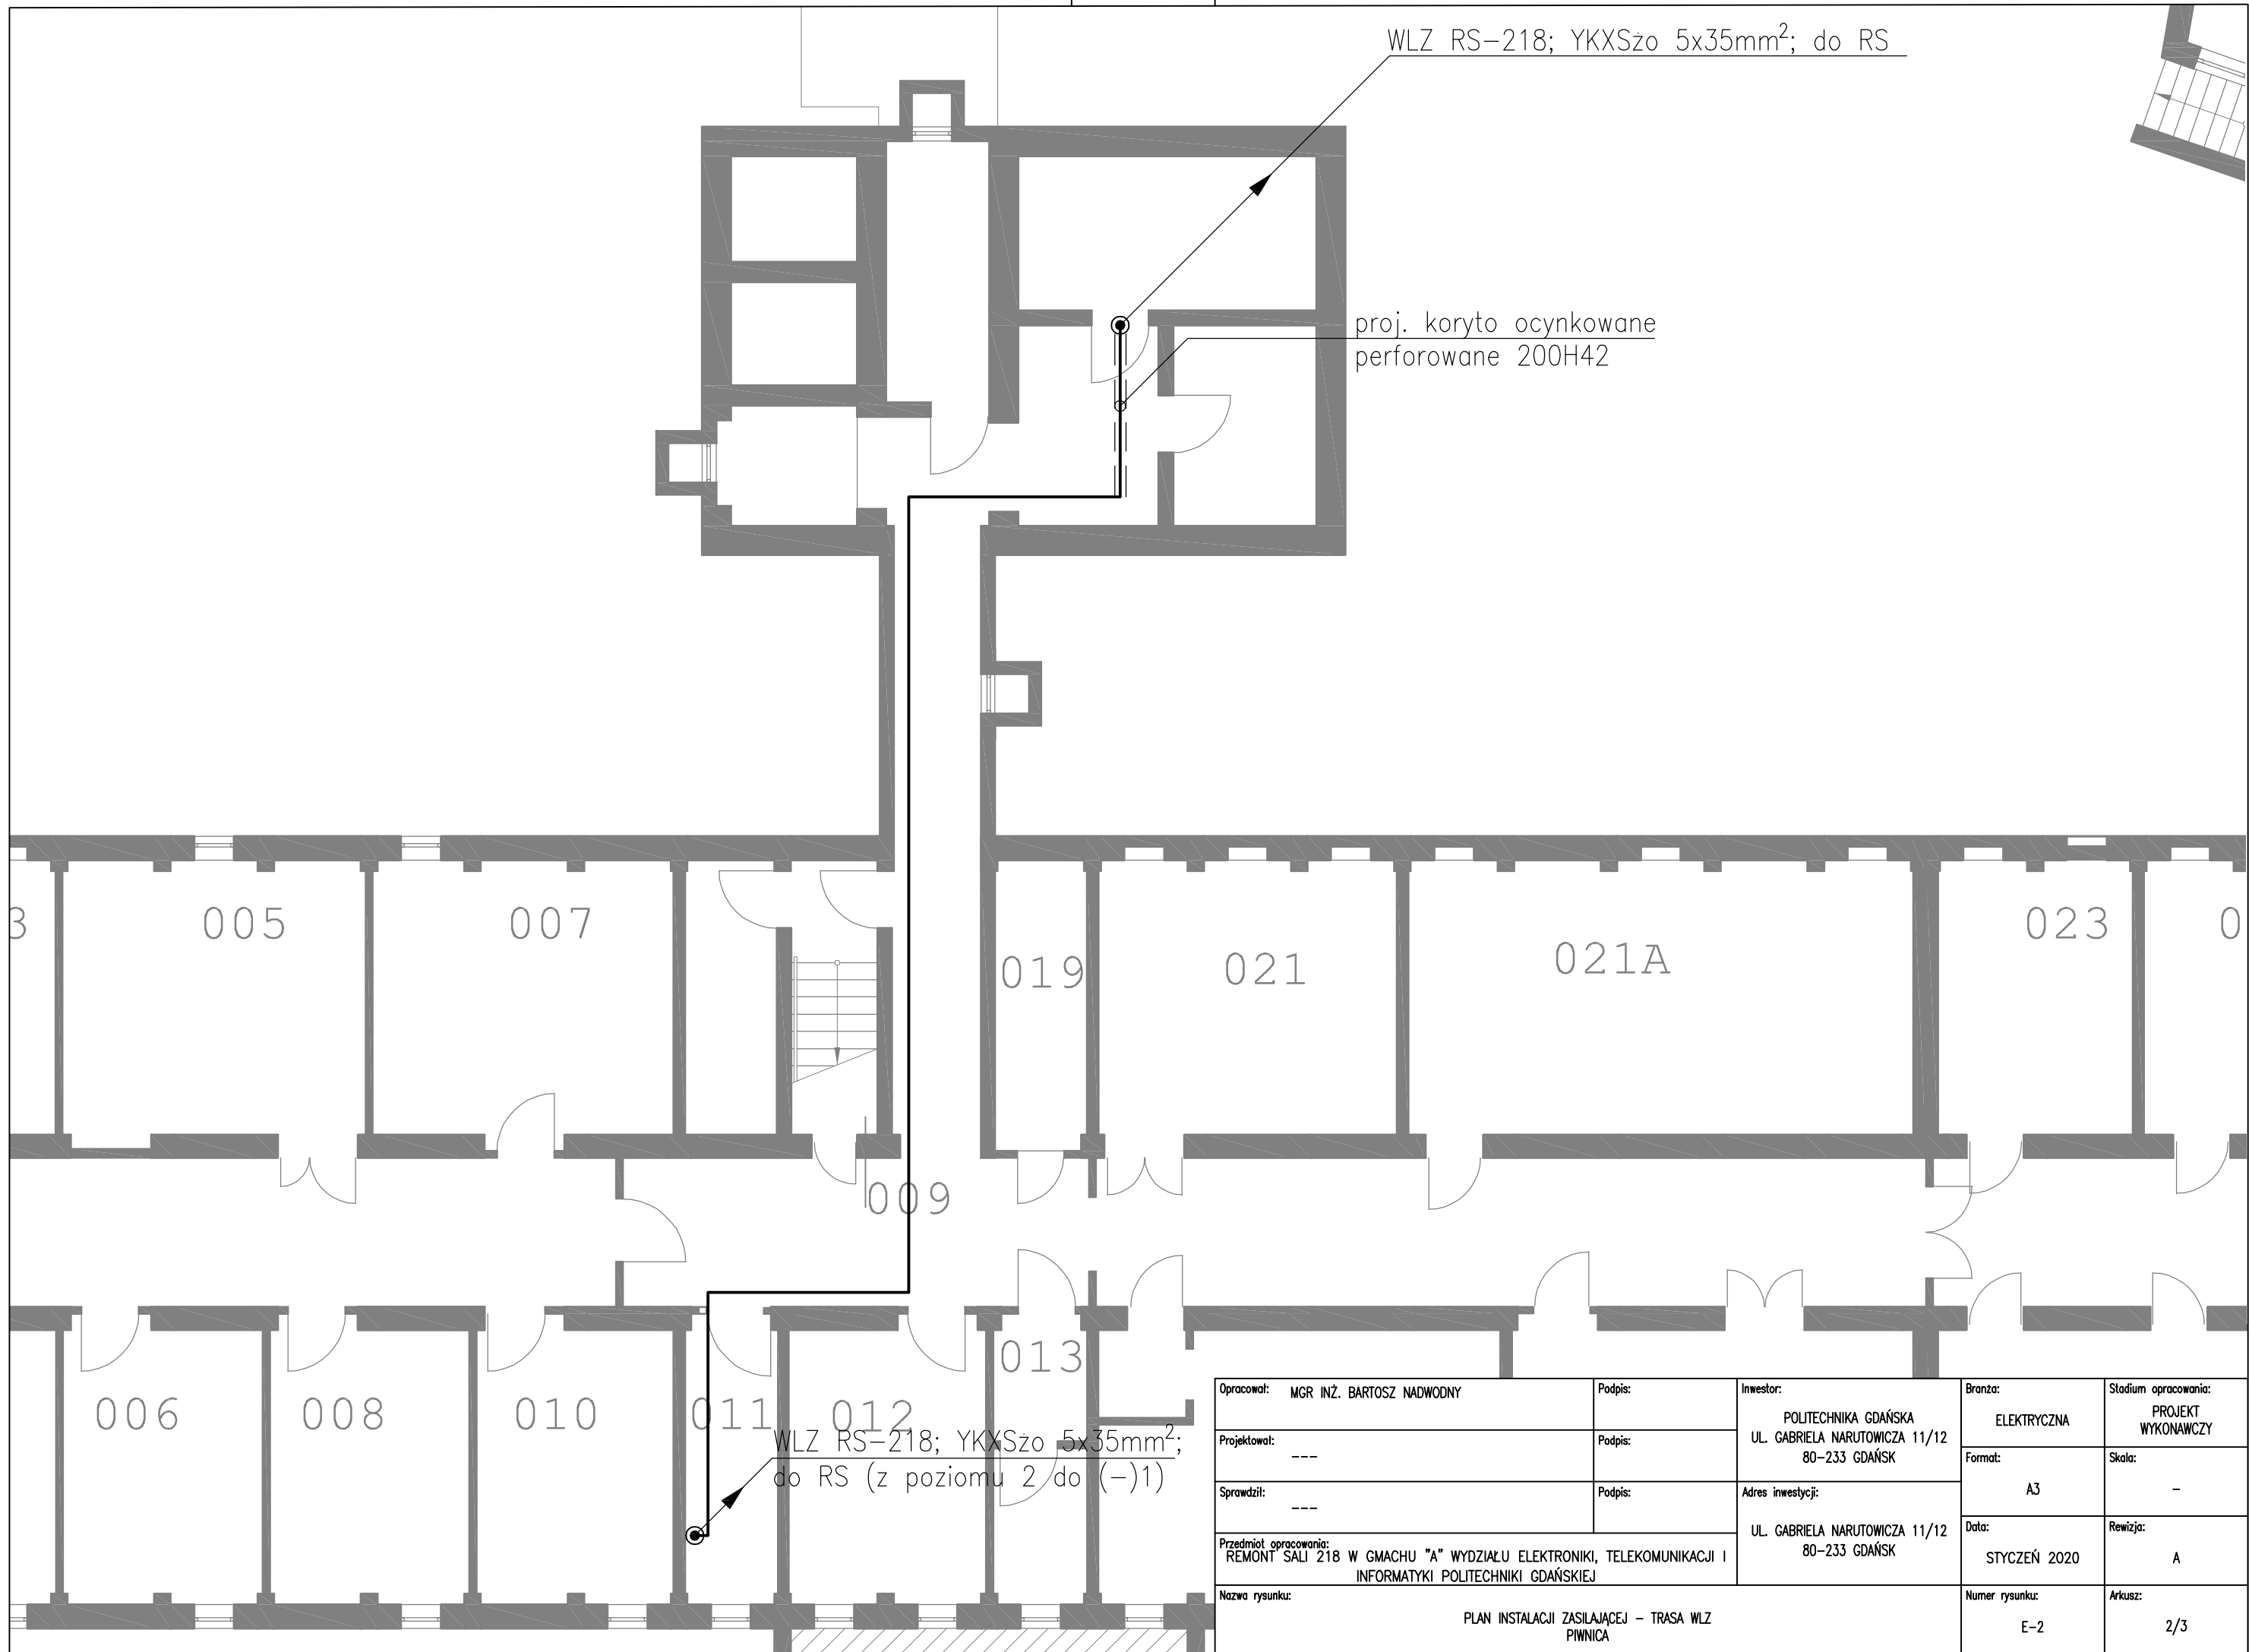 WLZ RS-218; YKXSżo 5x35mm²; do RS
proj. koryto ocynkowane
perforowane 200H42
3
005
007
019
021
021A
023
0
009
013
006
008
010
011
012
WLZ RS-218; YKXSżo 5x35mm²;
do RS (z poziomu 2 do (-)1)
Opracował: MGR INŻ. BARTOSZ NADWODNY
Podpis:
Projektował:
---
Podpis:
Sprawdził:
---
Podpis:
Przedmiot opracowania:
REMONT SALI 218 W GMACHU "A" WYDZIAŁU ELEKTRONIKI, TELEKOMUNIKACJI I
INFORMATYKI POLITECHNIKI GDAŃSKIEJ
Inwestor:
POLITECHNIKA GDAŃSKA
UL. GABRIELA NARUTOWICZA 11/12
80-233 GDAŃSK
Adres inwestycji:
UL. GABRIELA NARUTOWICZA 11/12
80-233 GDAŃSK
Branża:
ELEKTRYCZNA
Stadium opracowania:
PROJEKT
WYKONAWCZY
Format:
A3
Skala:
-
Data:
STYCZEŃ 2020
Rewizja:
A
Nazwa rysunku:
PLAN INSTALACJI ZASILAJĄCEJ - TRASA WLZ
PIWNICA
Numer rysunku:
E-2
Arkusz:
2/3